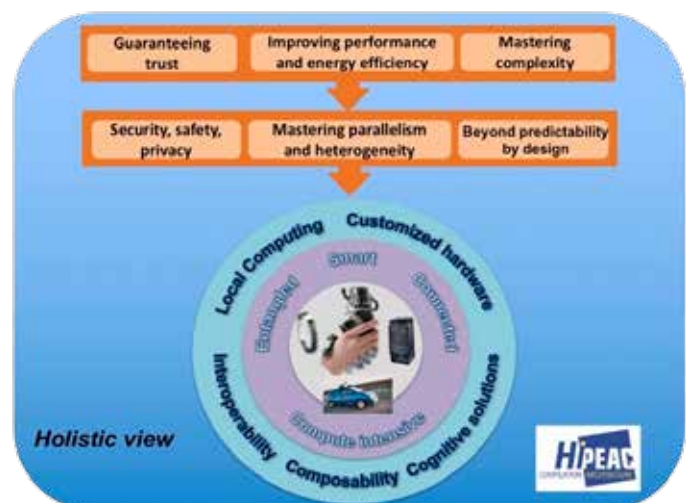 Guaranteeing
trust
Improving performance
and energy efficiency
Mastering
complexity
Security, safety,
privacy
Mastering parallelism
and heterogeneity
Beyond predictability
by design
Local Computing
Customized hardware
Smart
Entangled
Connected
Interoperability
Compute intensive
Cognitive solutions
Composability
Holistic view
HiPEAC